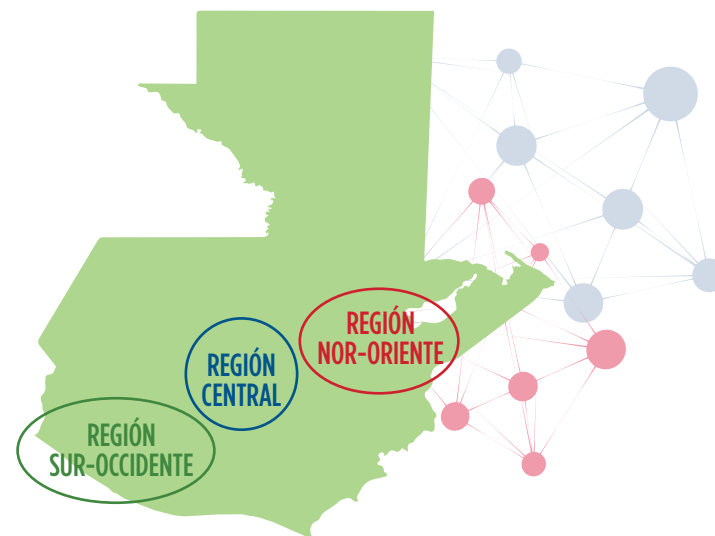 REGIÓN
NOR-ORIENTE
REGIÓN
CENTRAL
REGIÓN
SUR-OCCIDENTE